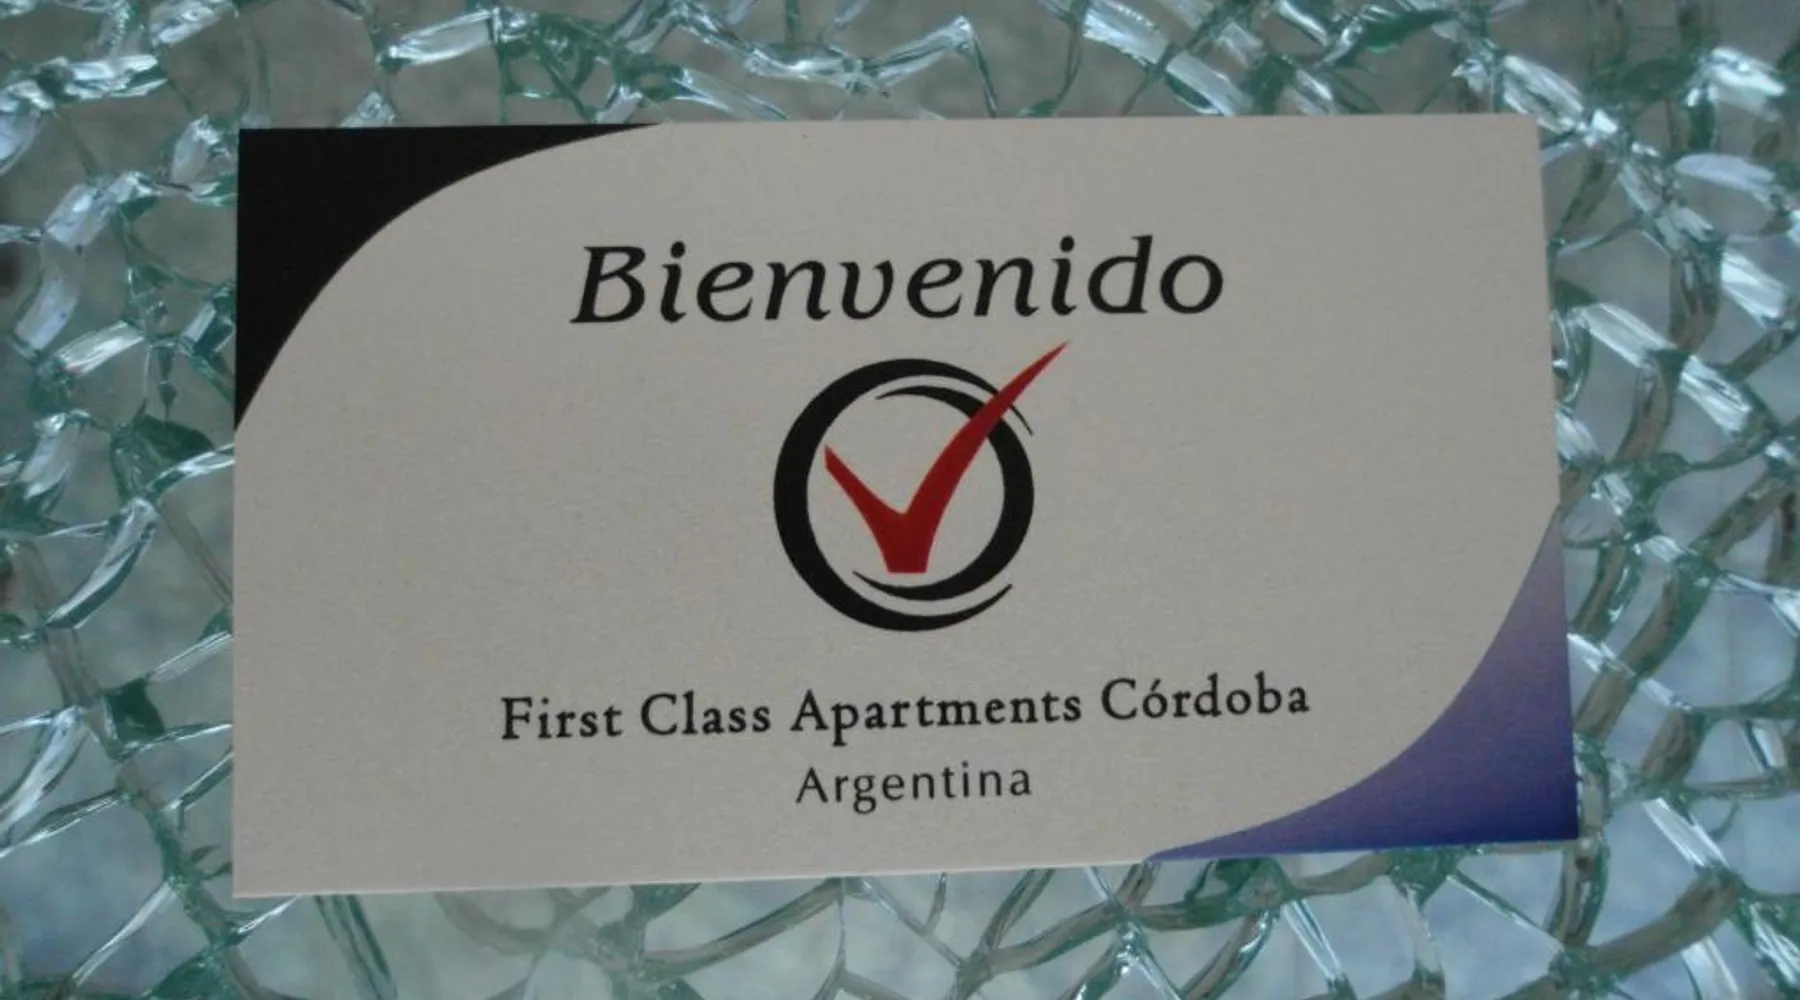 Bienvenido
First Class Apartments Córdoba
Argentina